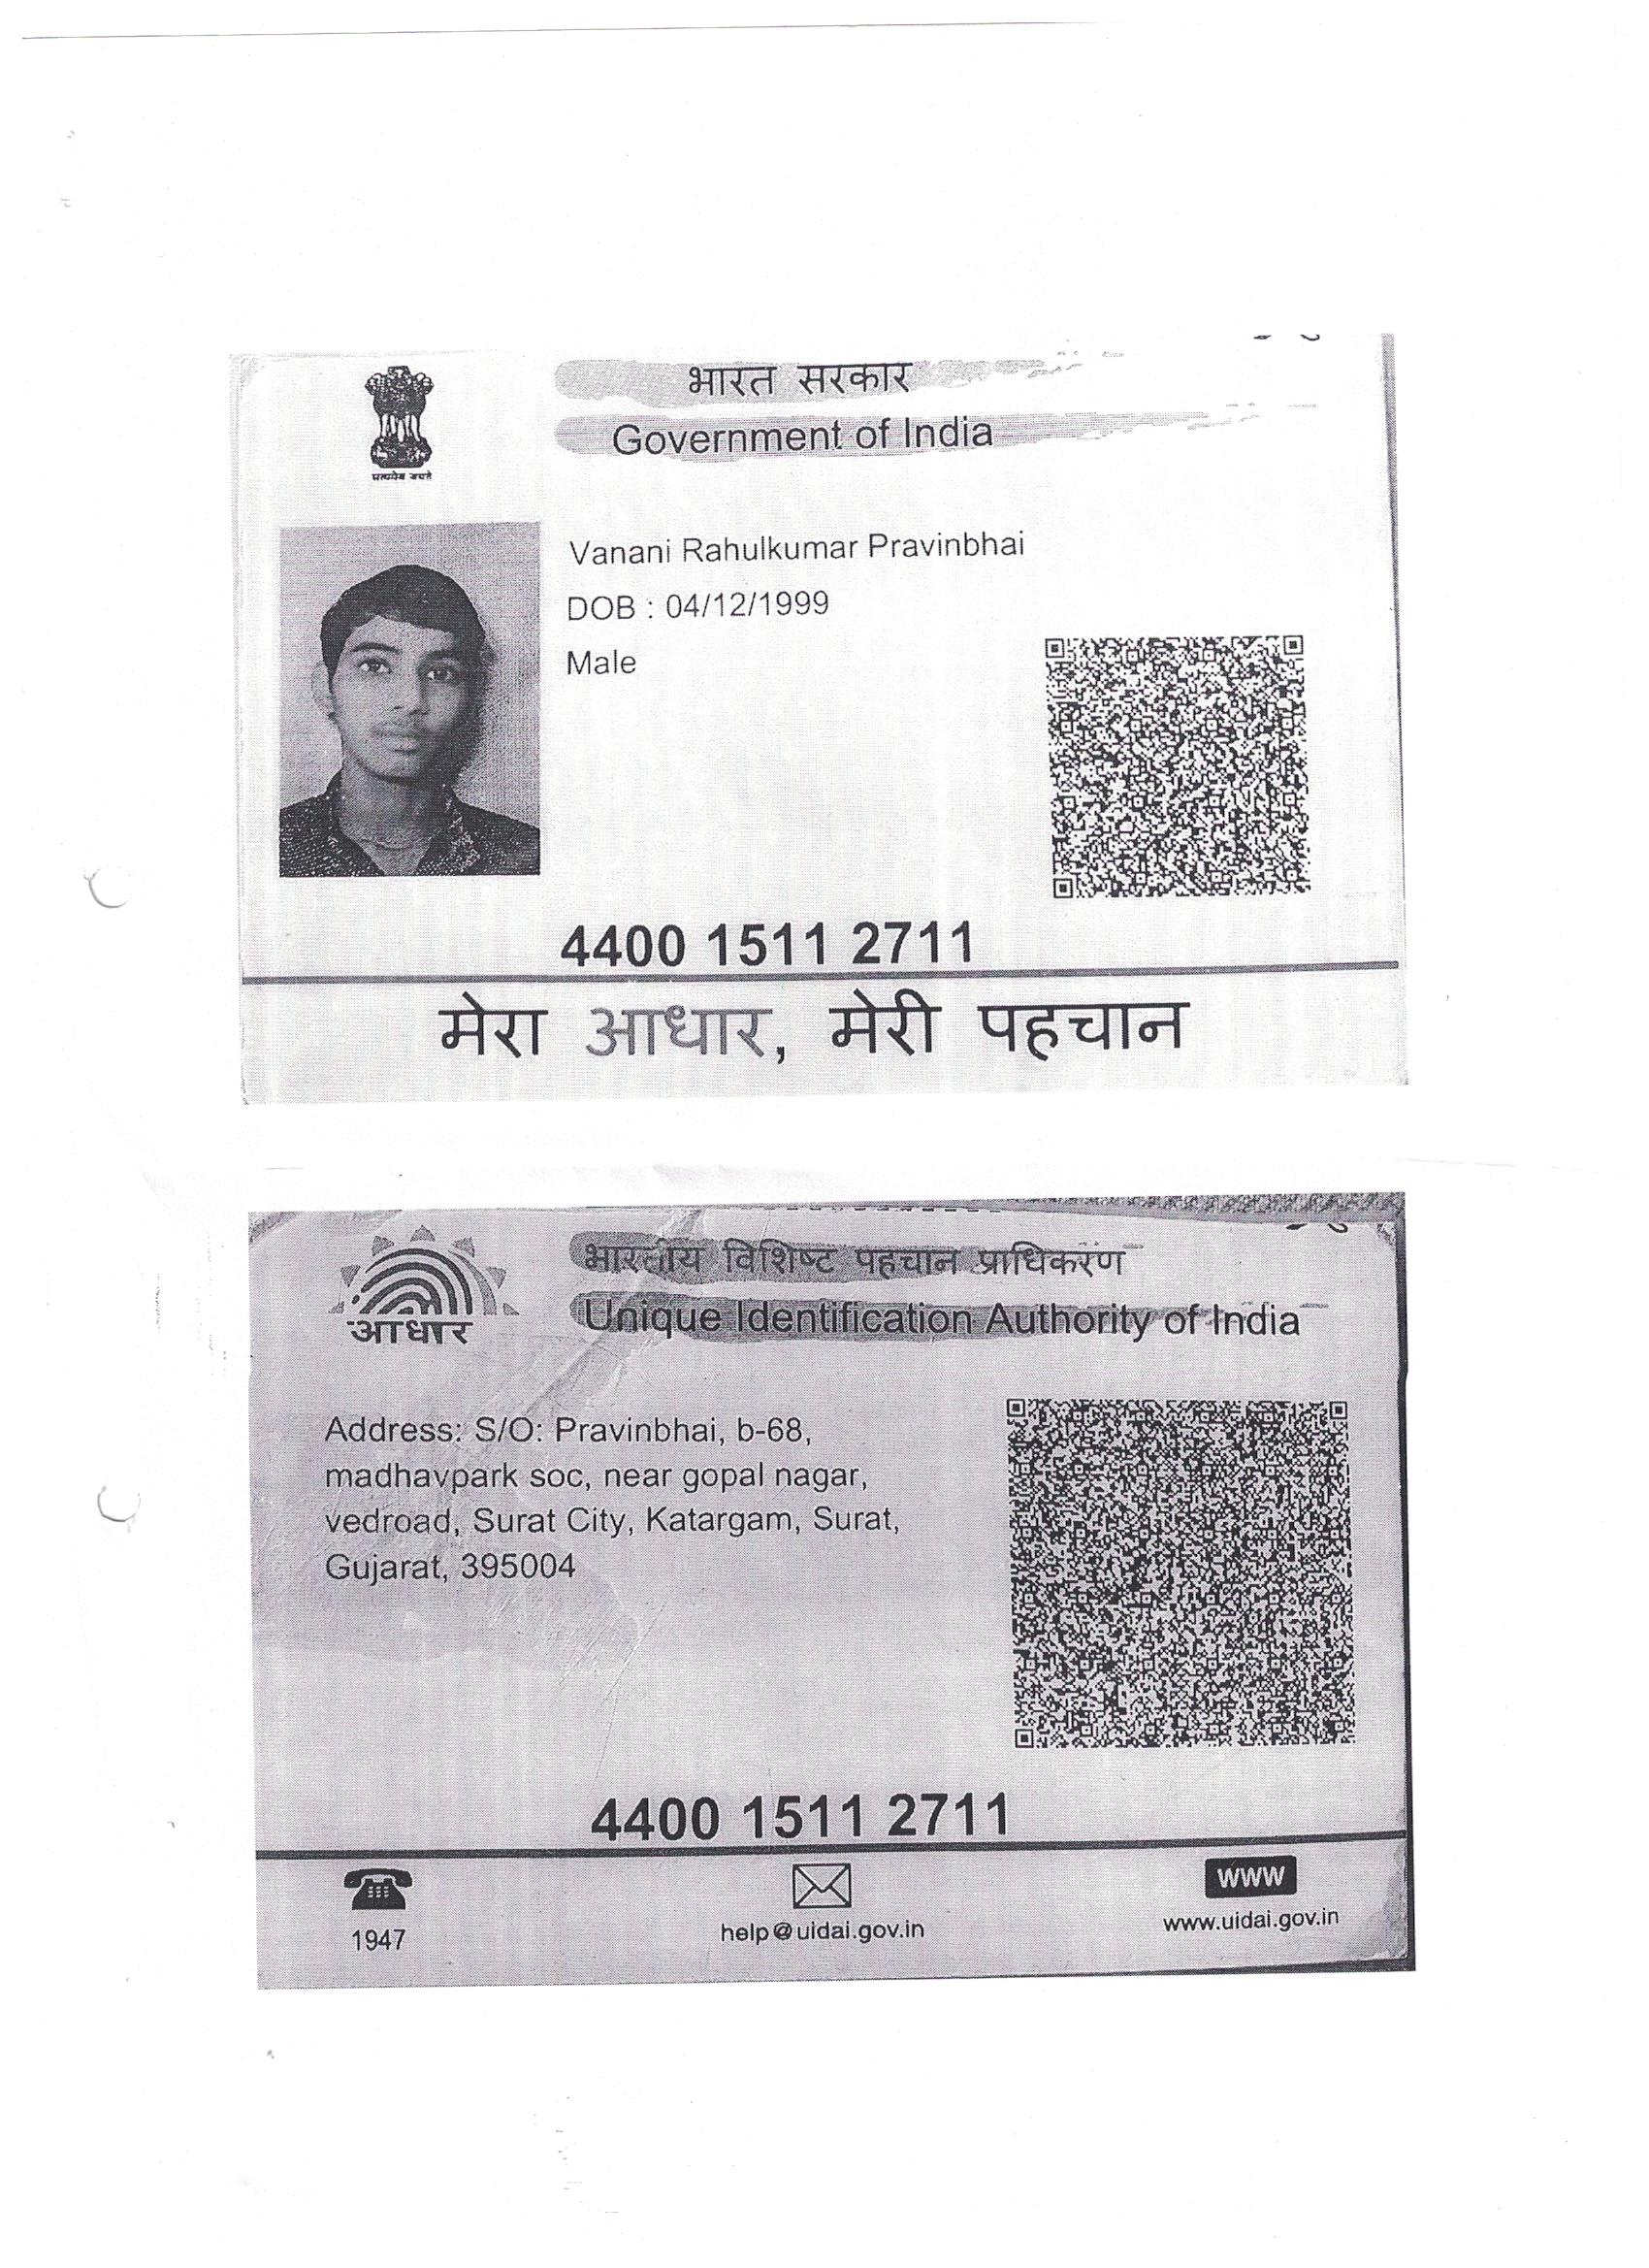 भारत सरकार
Government of India
सत्यमेव जयते
Vanani Rahulkumar Pravinbhai
DOB : 04/12/1999
Male
4400 1511 2711
मेरा आधार, मेरी पहचान
भारतीय विशिष्ट पहचान प्राधिकरण
Unique Identification Authority of India
आधार
Address: S/O: Pravinbhai, b-68,
madhavpark soc, near gopal nagar,
vedroad, Surat City, Katargam, Surat,
Gujarat, 395004
4400 1511 2711
1947
help@uidai.gov.in
www
www.uidai.gov.in